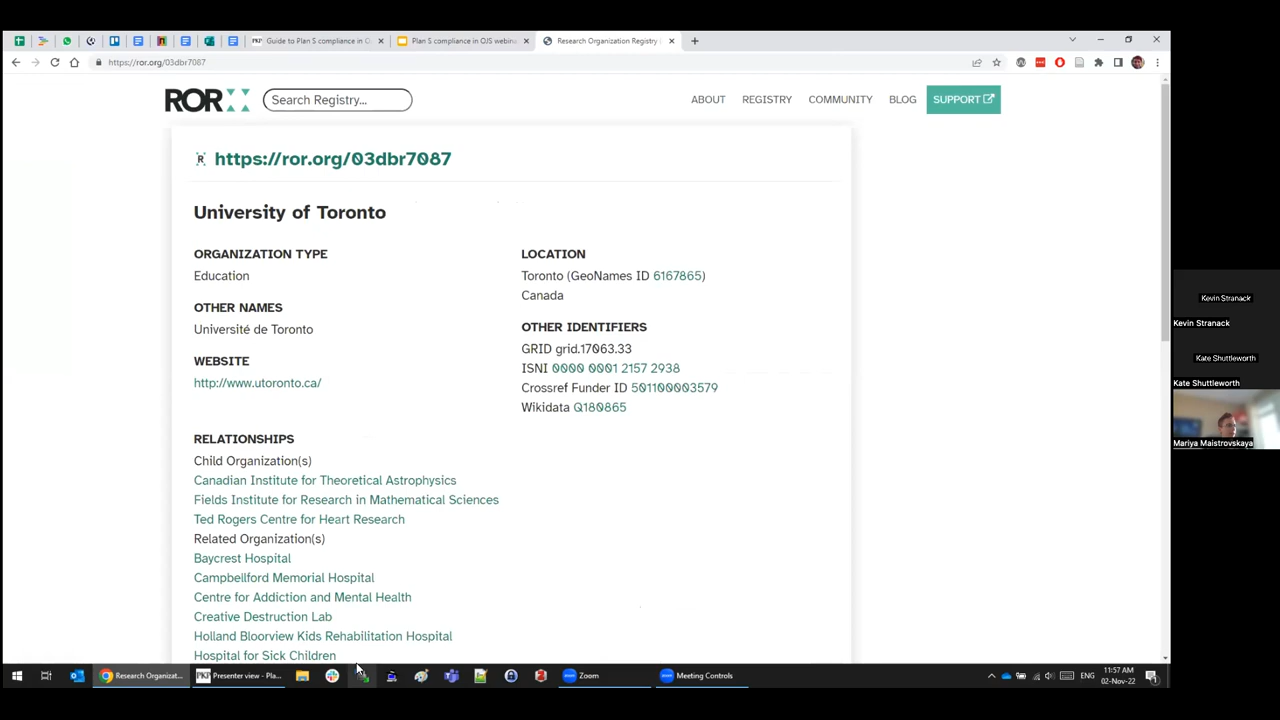 Guide to Plan S compliance in O
Plan S compliance in OJS webina
Research Organization Registry
https://ror.org/03dbr7087
ROR
Search Registry...
ABOUT
REGISTRY
COMMUNITY
BLOG
SUPPORT
https://ror.org/03dbr7087
University of Toronto
ORGANIZATION TYPE
Education
OTHER NAMES
Université de Toronto
WEBSITE
http://www.utoronto.ca/
LOCATION
Toronto (GeoNames ID 6167865)
Canada
OTHER IDENTIFIERS
GRID grid.17063.33
ISNI 0000 0001 2157 2938
Crossref Funder ID 501100003579
Wikidata Q180865
RELATIONSHIPS
Child Organization(s)
Canadian Institute for Theoretical Astrophysics
Fields Institute for Research in Mathematical Sciences
Ted Rogers Centre for Heart Research
Related Organization(s)
Baycrest Hospital
Campbellford Memorial Hospital
Centre for Addiction and Mental Health
Creative Destruction Lab
Holland Bloorview Kids Rehabilitation Hospital
Hospital for Sick Children
Kevin Stranack
Kevin Stranack
Kate Shuttleworth
Kate Shuttleworth
Mariya Maistrovskaya
Research Organizat...
PKP Presenter view - Pla...
Zoom
Meeting Controls
ENG
11:57 AM
02-Nov-22